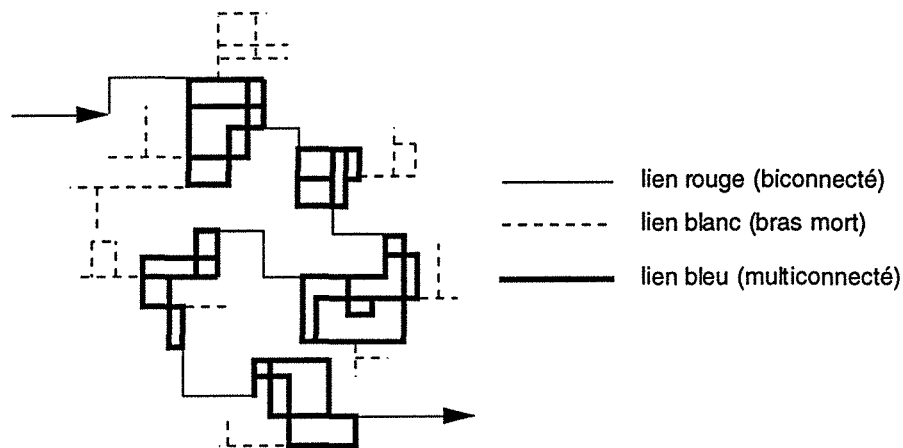 lien rouge (biconnecté)
lien blanc (bras mort)
lien bleu (multiconnecté)